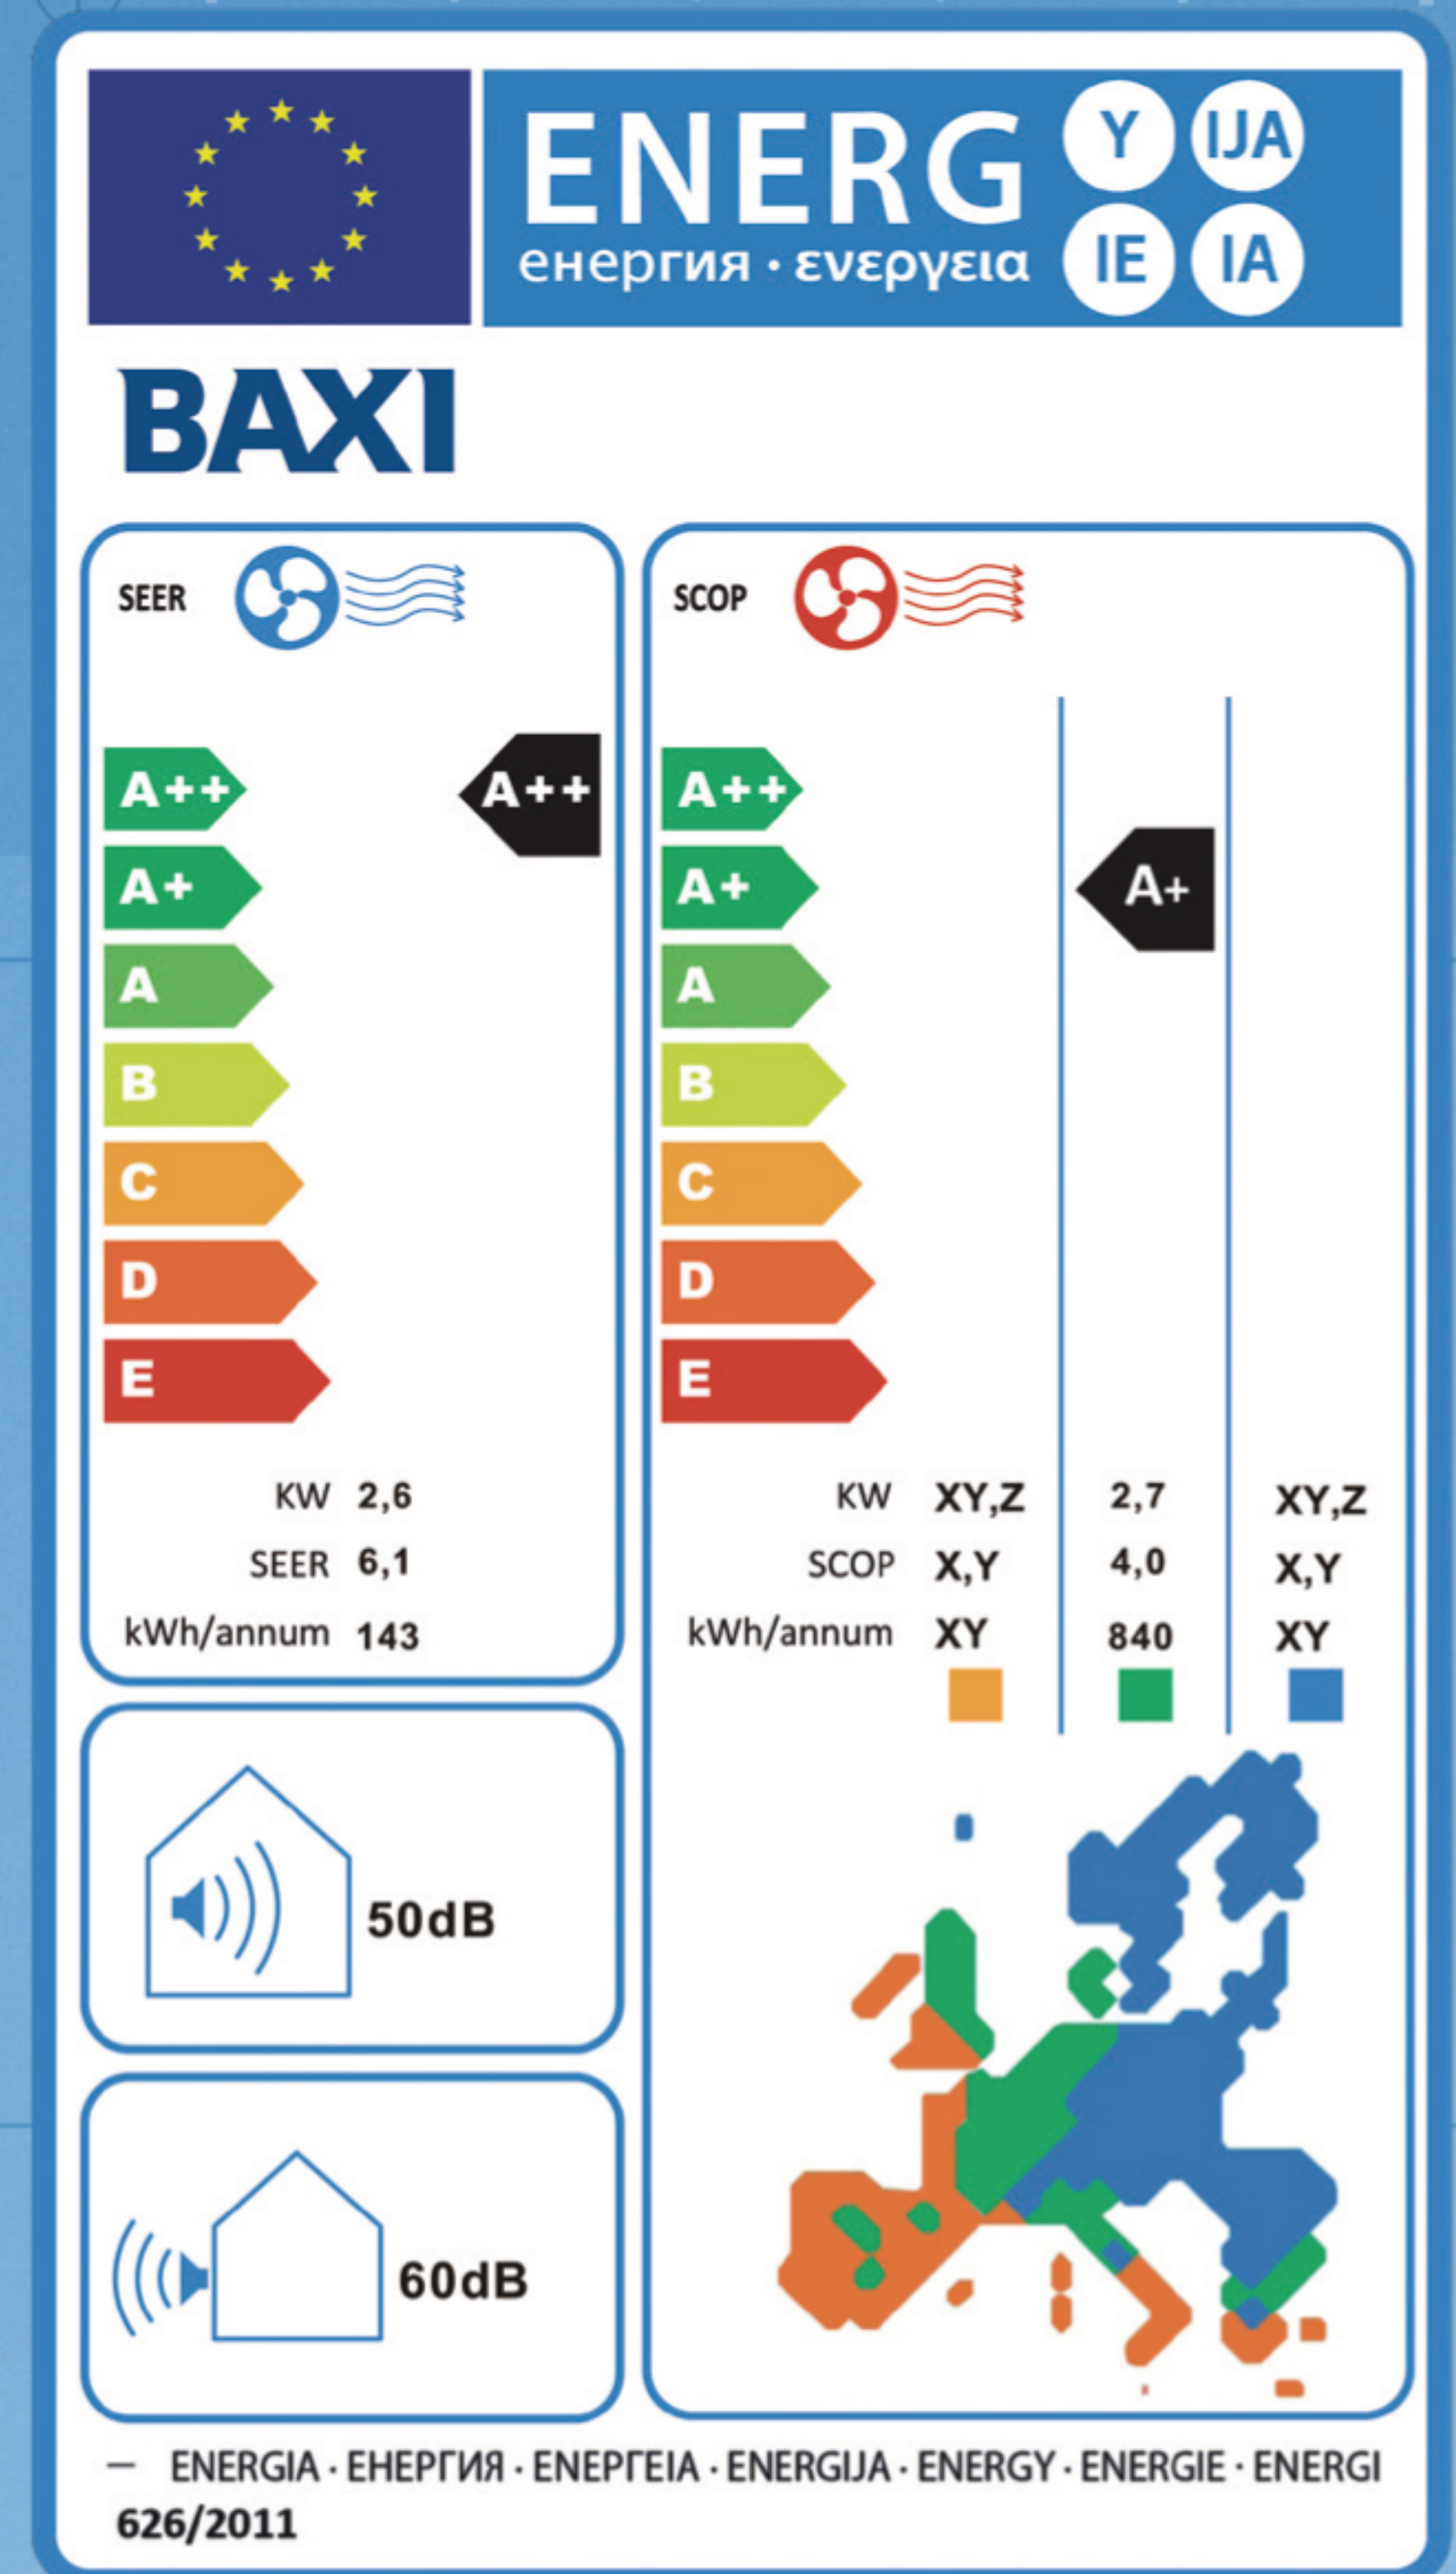 ENERG
Y IJA
IE IA
енергия · ενεργεια
BAXI
SEER
A++
A+
A
B
C
D
E
A++
KW 2,6
SEER 6,1
kWh/annum 143
SCOP
A++
A+
A
B
C
D
E
A+
KW XY,Z 2,7 XY,Z
SCOP X,Y 4,0 X,Y
kWh/annum XY 840 XY
50dB
60dB
— ENERGIA · ЕНЕРГИЯ · ΕΝΕΡΓΕΙΑ · ENERGIJA · ENERGY · ENERGIE · ENERGI
626/2011